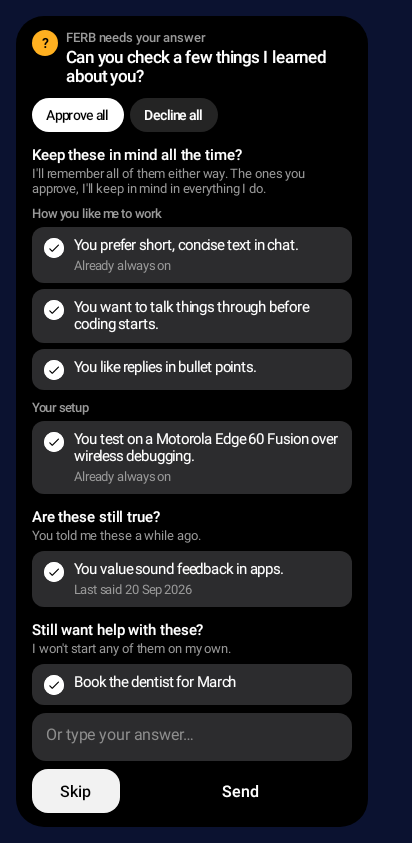 ?
FERB needs your answer
Can you check a few things I learned
about you?
Approve all
Decline all
Keep these in mind all the time?
I'll remember all of them either way. The ones you
approve, I'll keep in mind in everything I do.
How you like me to work
You prefer short, concise text in chat.
Already always on
You want to talk things through before
coding starts.
You like replies in bullet points.
Your setup
You test on a Motorola Edge 60 Fusion over
wireless debugging.
Already always on
Are these still true?
You told me these a while ago.
You value sound feedback in apps.
Last said 20 Sep 2026
Still want help with these?
I won't start any of them on my own.
Book the dentist for March
Or type your answer...
Skip
Send